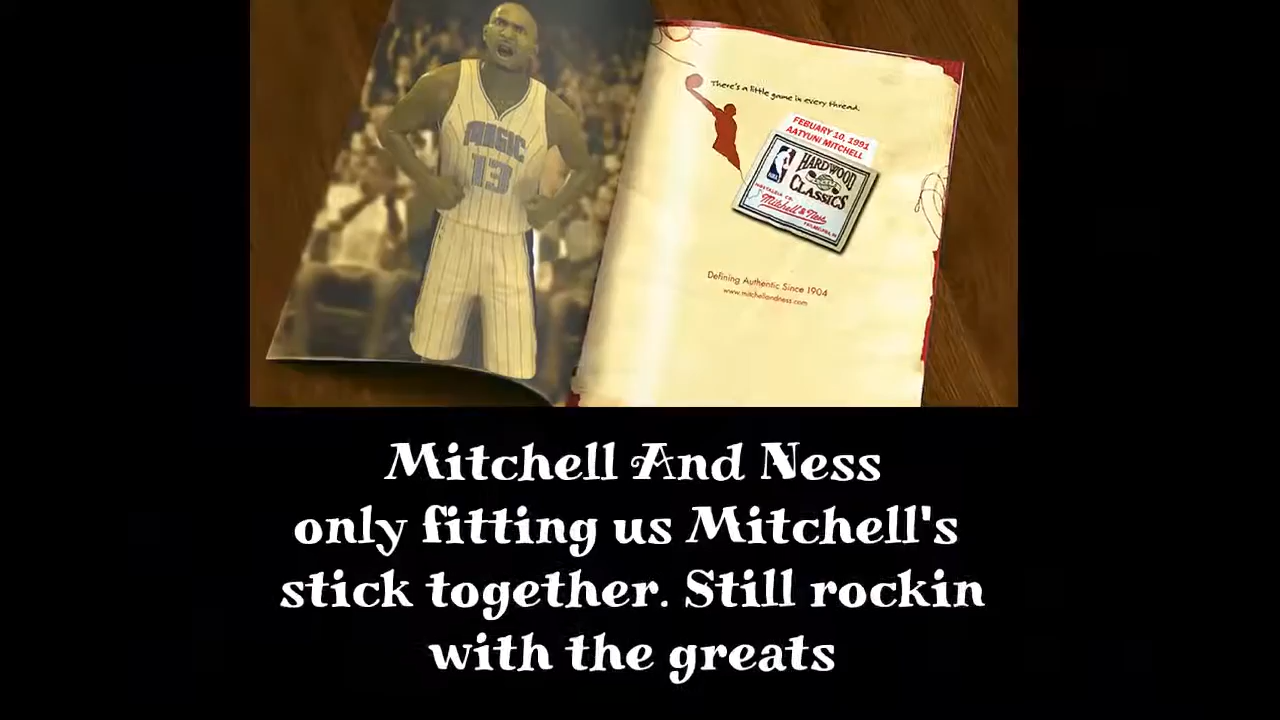 MAGIC
13
There's a little game in every thread.
FEBUARY 10, 1991
AATYUNI MITCHELL
HARDWOOD
CLASSICS
NOSTALGIA CO.
Mitchell & Ness
Defining Authentic Since 1904
www.mitchellandness.com
Mitchell And Ness
only fitting us Mitchell's
stick together. Still rockin
with the greats